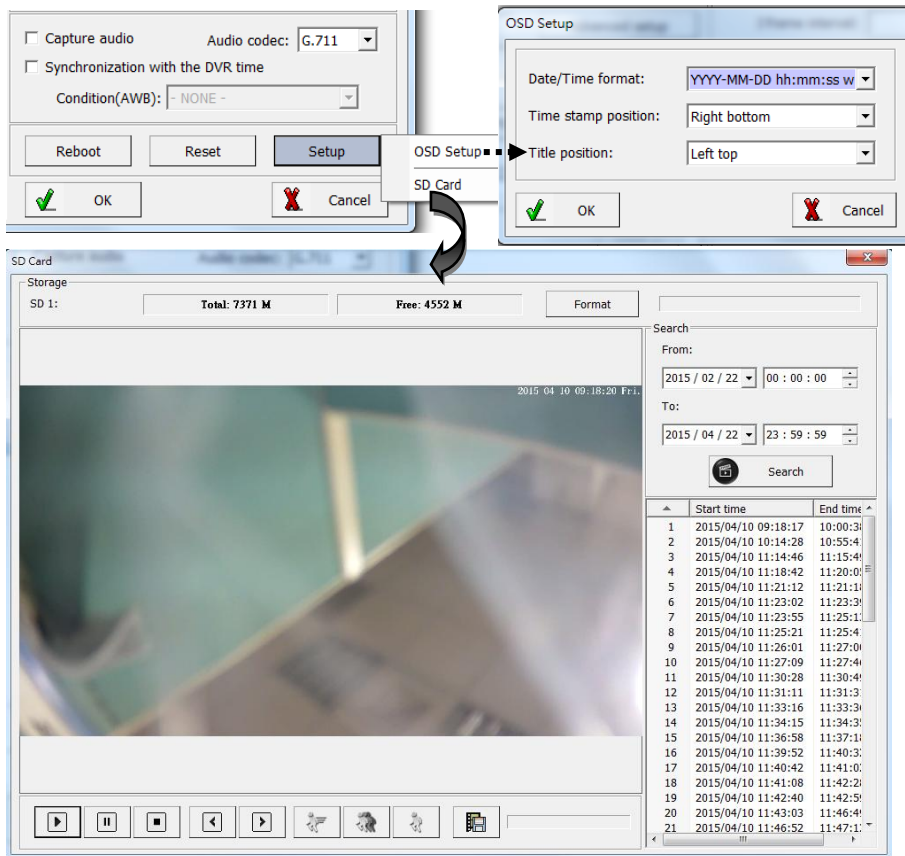 Capture audio
Audio codec: G.711
Synchronization with the DVR time
Condition(AWB): - NONE -
Reboot Reset Setup
OK Cancel
OSD Setup
SD Card
OSD Setup
Date/Time format: YYYY-MM-DD hh:mm:ss w
Time stamp position: Right bottom
Title position: Left top
OK Cancel
SD Card
Storage
SD 1: Total: 7371 M Free: 4552 M Format
2015 04 10 09:18:20 Fri.
Search
From:
2015 / 02 / 22 00 : 00 : 00
To:
2015 / 04 / 22 23 : 59 : 59
Search
Start time End time
1 2015/04/10 09:18:17 10:00:3
2 2015/04/10 10:14:28 10:55:4
3 2015/04/10 11:14:46 11:15:4
4 2015/04/10 11:18:42 11:20:0
5 2015/04/10 11:21:12 11:21:1
6 2015/04/10 11:23:02 11:23:3
7 2015/04/10 11:23:55 11:25:1
8 2015/04/10 11:25:21 11:25:4
9 2015/04/10 11:26:01 11:27:0
10 2015/04/10 11:27:09 11:27:4
11 2015/04/10 11:30:28 11:30:4
12 2015/04/10 11:31:11 11:31:3
13 2015/04/10 11:33:16 11:33:3
14 2015/04/10 11:34:15 11:34:3
15 2015/04/10 11:36:58 11:37:1
16 2015/04/10 11:39:52 11:40:3
17 2015/04/10 11:40:42 11:41:0
18 2015/04/10 11:41:08 11:42:2
19 2015/04/10 11:42:40 11:42:5
20 2015/04/10 11:43:03 11:46:4
21 2015/04/10 11:46:52 11:47:1